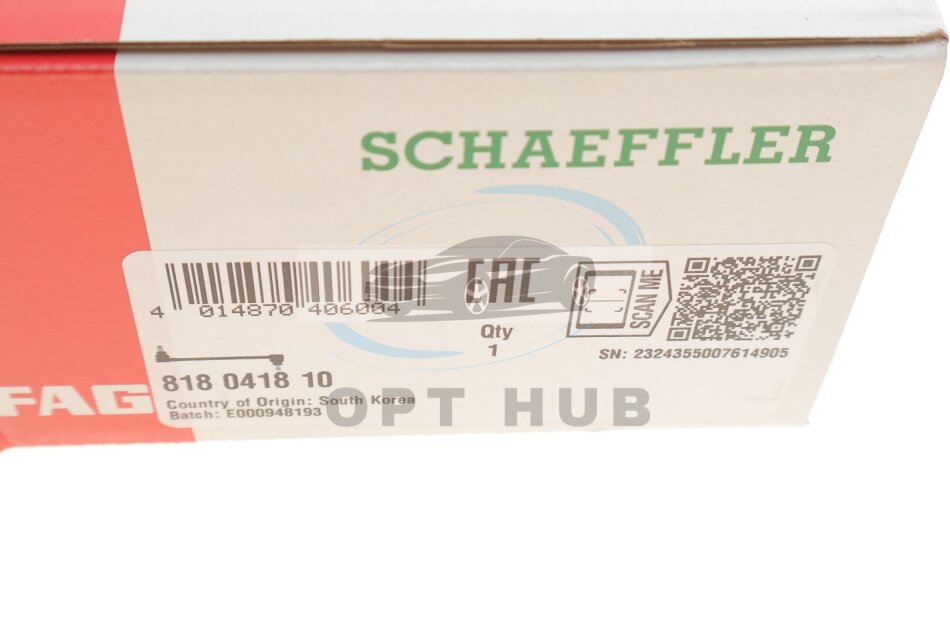 SCHAEFFLER
EAC
SCAN ME
4 014870 406004
Qty
1
SN: 2324355007614905
818 0418 10
FAG
Country of Origin: South Korea
Batch: E000948193
OPT HUB